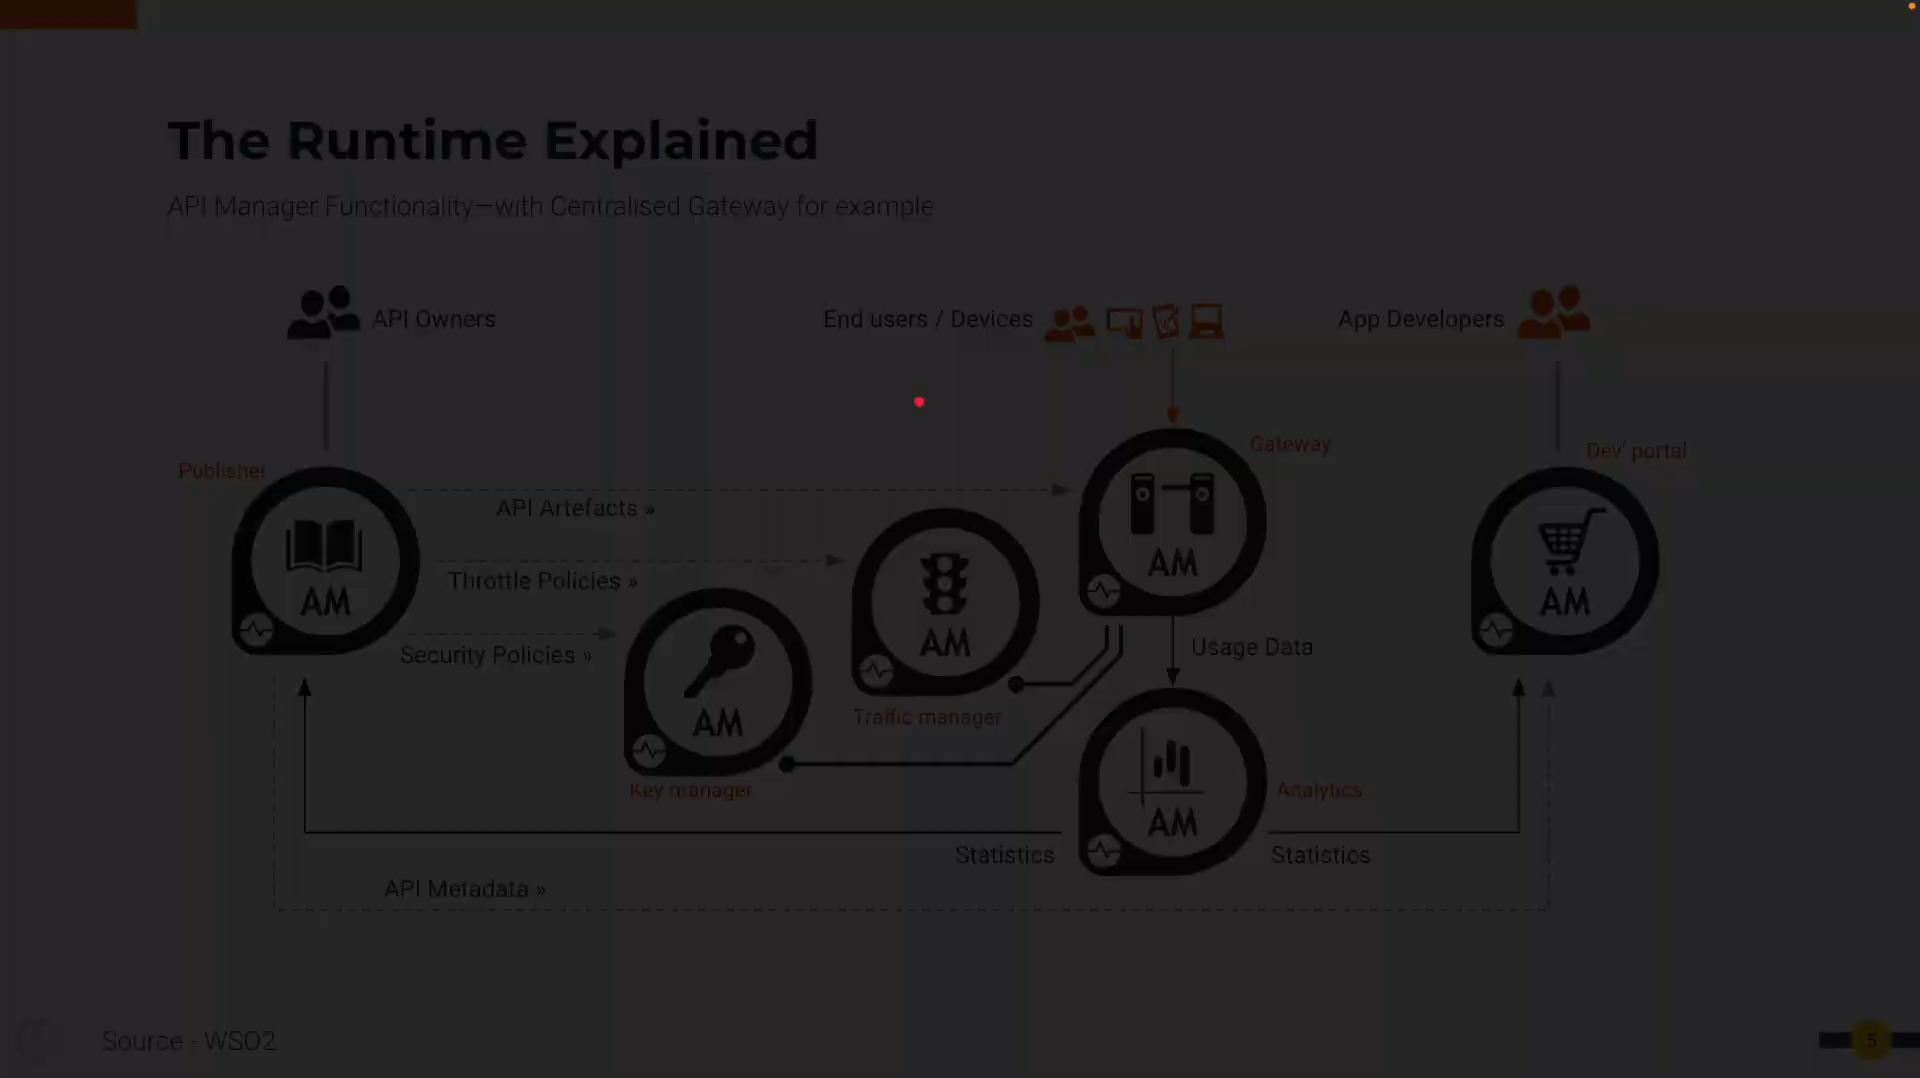 The Runtime Explained
API Manager Functionality—with Centralised Gateway for example
API Owners
End users / Devices
App Developers
Publisher
Gateway
Dev' portal
API Artefacts »
Throttle Policies »
Security Policies »
AM
AM
AM
AM
AM
AM
Usage Data
Traffic manager
Key manager
Analytics
Statistics
Statistics
API Metadata »
Source - WSO2
5